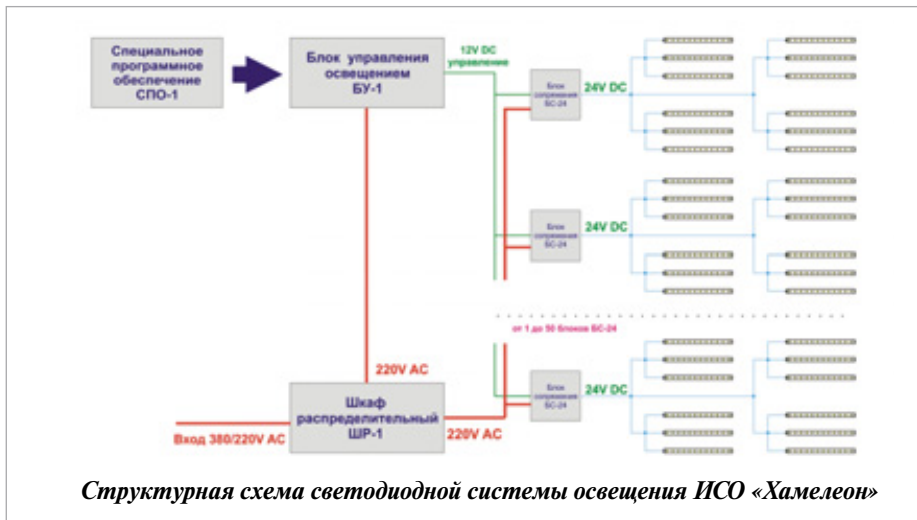 Специальное
программное
обеспечение
СПО-1
Блок управления
освещением
БУ-1
12V DC
управление
Блок
сопряжения
БС-24
24V DC
Блок
сопряжения
БС-24
24V DC
от 1 до 50 блоков БС-24
Блок
сопряжения
БС-24
24V DC
220V AC
Шкаф
распределительный
ШР-1
Вход 380/220V AC
220V AC
Структурная схема светодиодной системы освещения ИСО «Хамелеон»